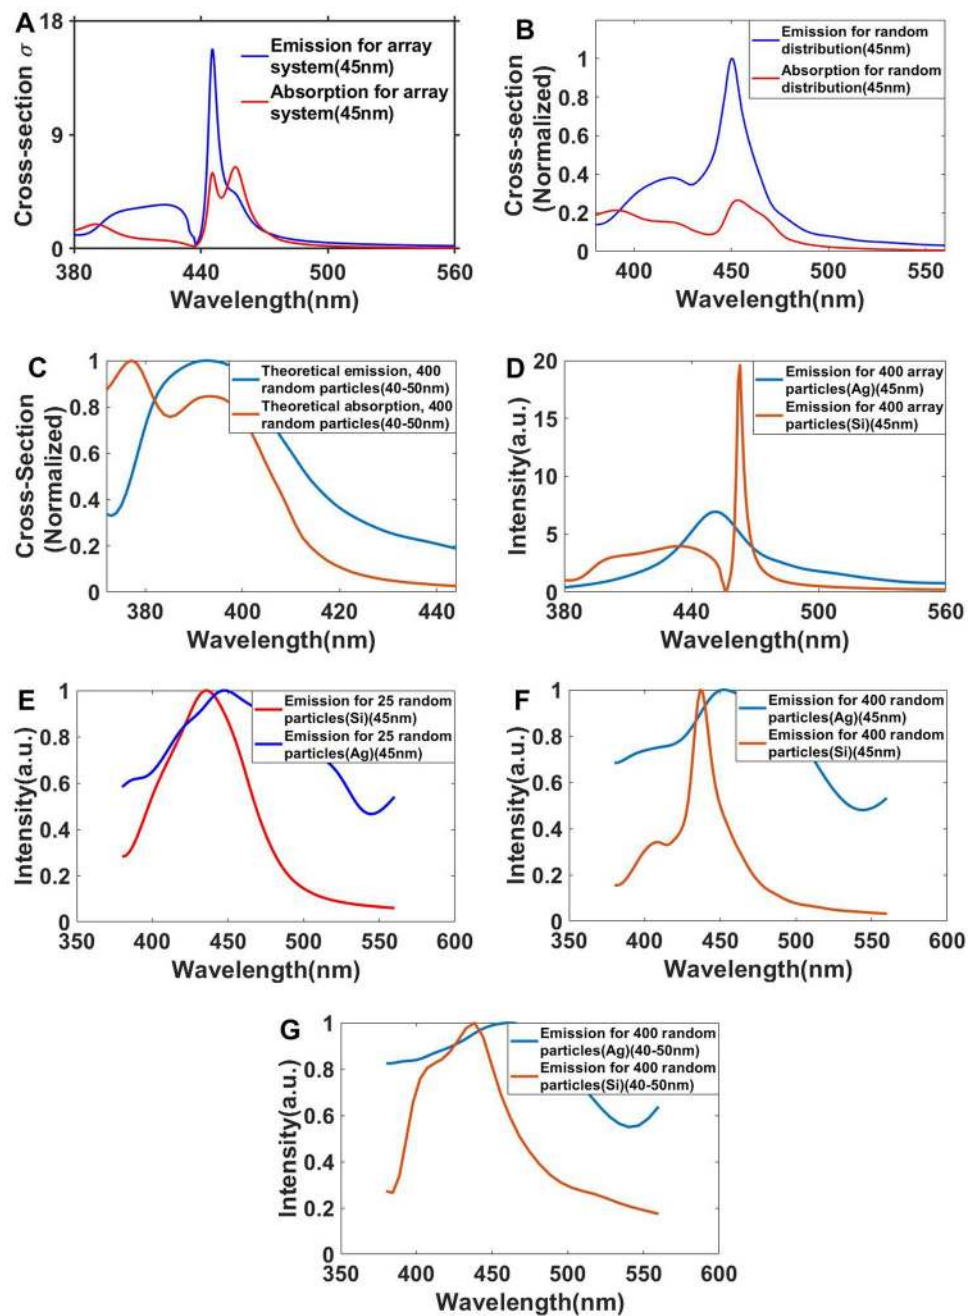 A
18
9
0
Cross-section σ
Emission for array
system(45nm)
Absorption for array
system(45nm)
380
440
500
560
Wavelength(nm)
B
1
0.8
0.6
0.4
0.2
0
Cross-section
(Normalized)
Emission for random
distribution(45nm)
Absorption for random
distribution(45nm)
400
450
500
550
Wavelength(nm)
C
1
0.8
0.6
0.4
0.2
0
Cross-Section
(Normalized)
Theoretical emission, 400
random particles(40-50nm)
Theoretical absorption, 400
random particles(40-50nm)
380
400
420
440
Wavelength(nm)
D
20
15
10
5
0
Intensity(a.u.)
Emission for 400 array
particles(Ag)(45nm)
Emission for 400 array
particles(Si)(45nm)
380
440
500
560
Wavelength(nm)
E
1
0.8
0.6
0.4
0.2
0
Intensity(a.u.)
Emission for 25 random
particles(Si)(45nm)
Emission for 25 random
particles(Ag)(45nm)
350
400
450
500
550
600
Wavelength(nm)
F
1
0.8
0.6
0.4
0.2
0
Intensity(a.u.)
Emission for 400 random
particles(Ag)(45nm)
Emission for 400 random
particles(Si)(45nm)
350
400
450
500
550
600
Wavelength(nm)
G
1
0.8
0.6
0.4
0.2
0
Intensity(a.u.)
Emission for 400 random
particles(Ag)(40-50nm)
Emission for 400 random
particles(Si)(40-50nm)
350
400
450
500
550
600
Wavelength(nm)